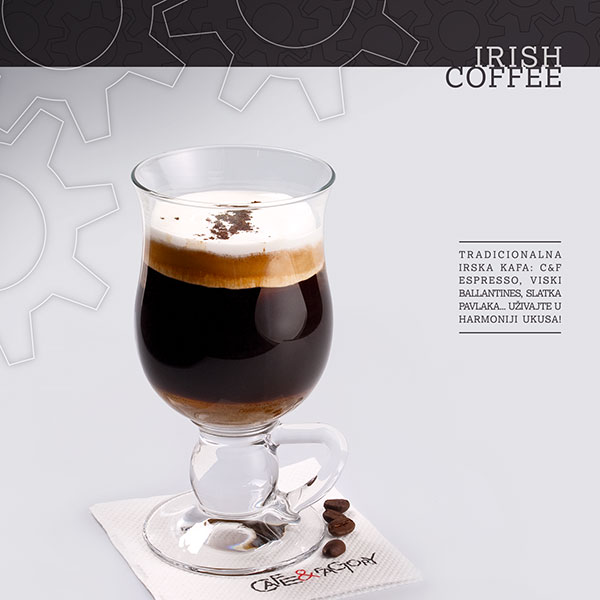 IRISH
COFFEE
TRADICIONALNA
IRSKA KAFA: C&F
ESPRESSO, VISKI
BALLANTINES, SLATKA
PAVLAKA... UŽIVAJTE U
HARMONIJI UKUSA!
CAFE&FACTORY